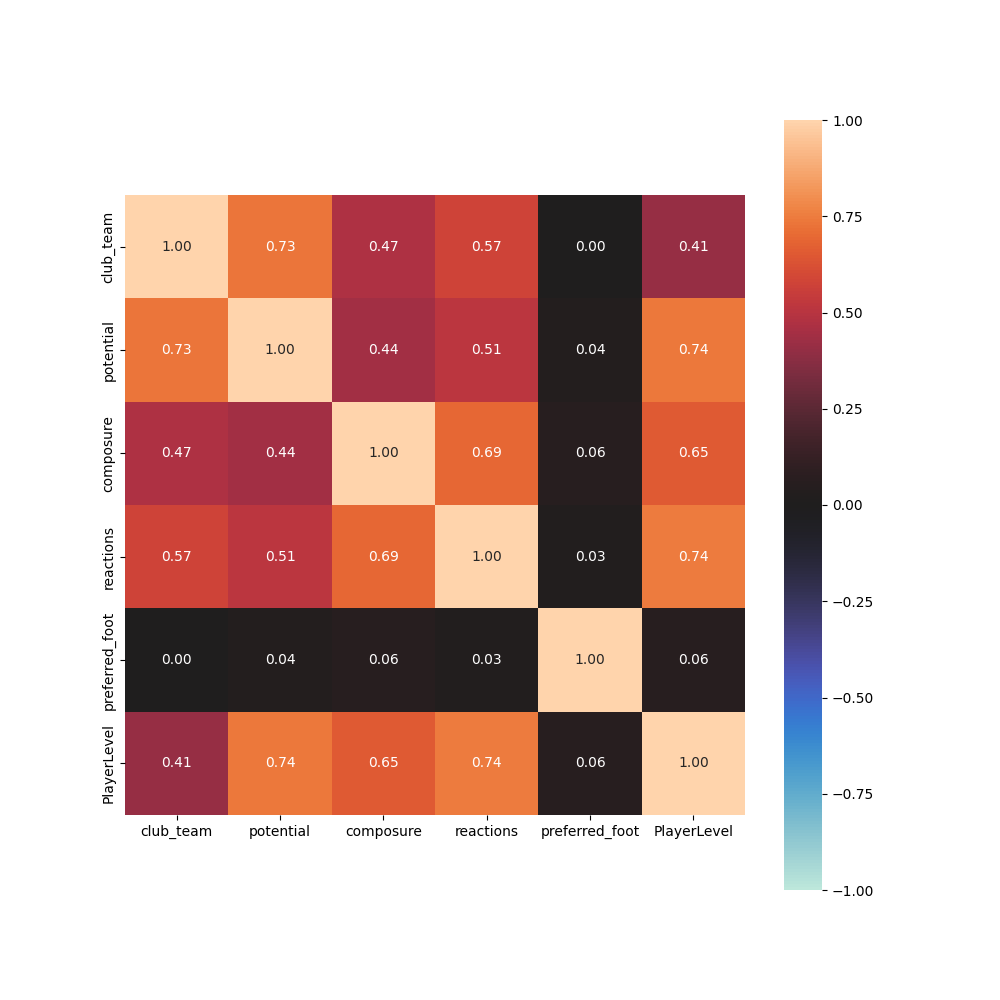 1.00
club_team 1.00 0.73 0.47 0.57 0.00 0.41
0.75
potential 0.73 1.00 0.44 0.51 0.04 0.74
0.50
0.25
composure 0.47 0.44 1.00 0.69 0.06 0.65
0.00
reactions 0.57 0.51 0.69 1.00 0.03 0.74
−0.25
preferred_foot 0.00 0.04 0.06 0.03 1.00 0.06
−0.50
PlayerLevel 0.41 0.74 0.65 0.74 0.06 1.00
−0.75
club_team potential composure reactions preferred_foot PlayerLevel
−1.00